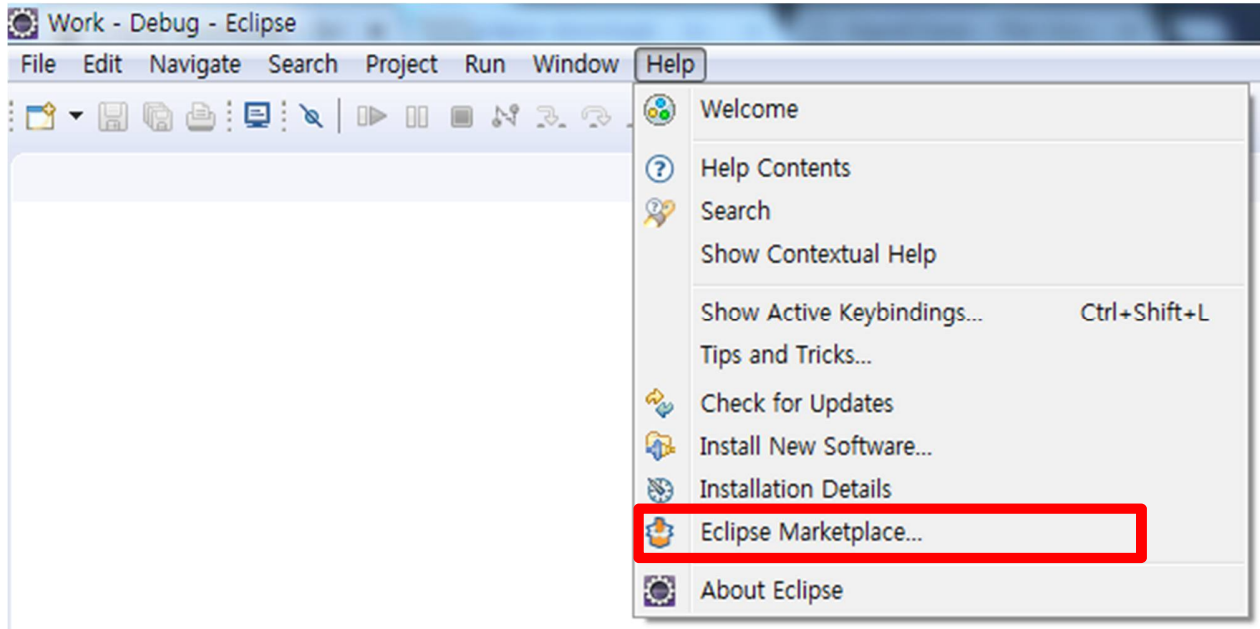 Work - Debug - Eclipse
File Edit Navigate Search Project Run Window Help
Welcome
Help Contents
Search
Show Contextual Help
Show Active Keybindings... Ctrl+Shift+L
Tips and Tricks...
Check for Updates
Install New Software...
Installation Details
Eclipse Marketplace...
About Eclipse